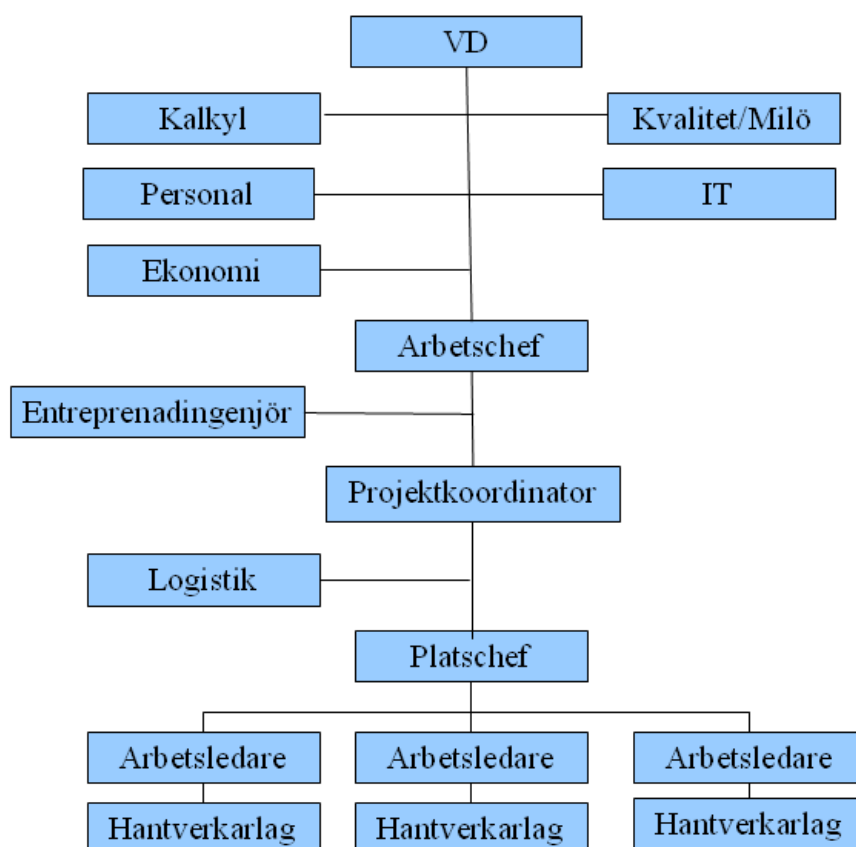 VD
Kalkyl
Kvalitet/Milö
Personal
IT
Ekonomi
Arbetschef
Entreprenadingenjör
Projektkoordinator
Logistik
Platschef
Arbetsledare
Arbetsledare
Arbetsledare
Hantverkarlag
Hantverkarlag
Hantverkarlag